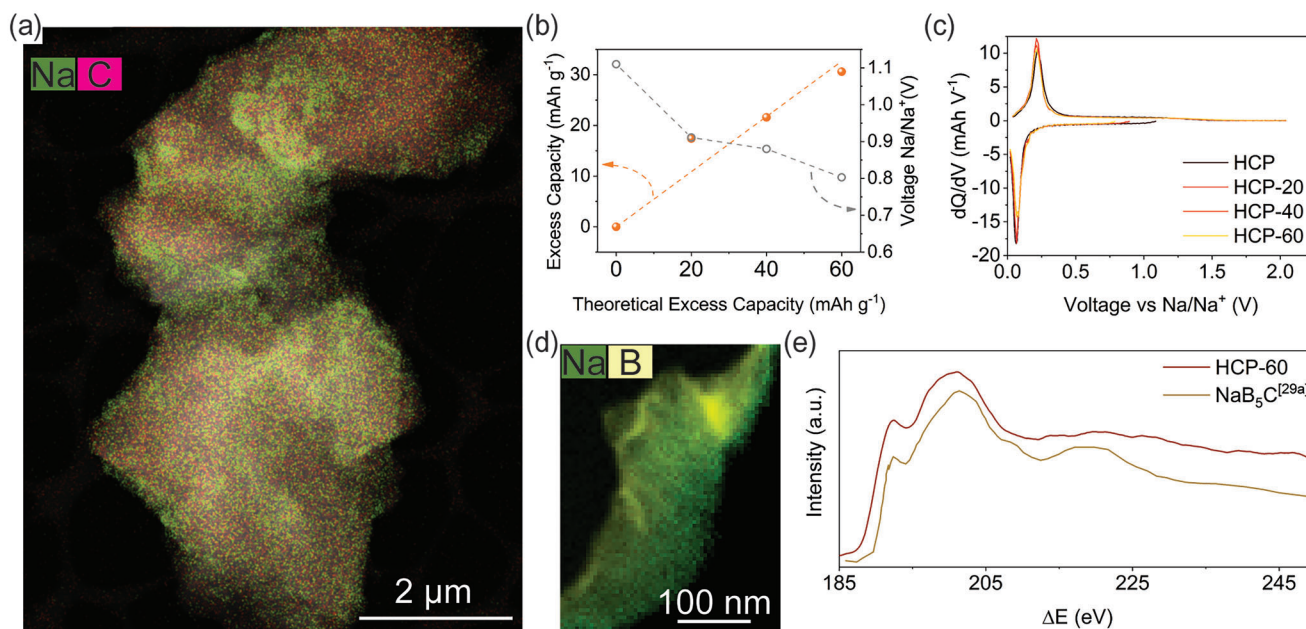 (a)
Na C
2 μm
(b)
Excess Capacity (mAh g⁻¹)
30
20
10
0
1.1
1.0
0.9
0.8
0.7
0.6
Voltage Na/Na⁺(V)
0 20 40 60
Theoretical Excess Capacity (mAh g⁻¹)
(c)
dQ/dV (mAh V⁻¹)
10
5
0
-5
-10
-15
-20
HCP
HCP-20
HCP-40
HCP-60
0.0 0.5 1.0 1.5 2.0
Voltage vs Na/Na⁺ (V)
(d)
Na B
100 nm
(e)
Intensity (a.u.)
HCP-60
NaB₅C[29a]
185 205 225 245
ΔE (eV)